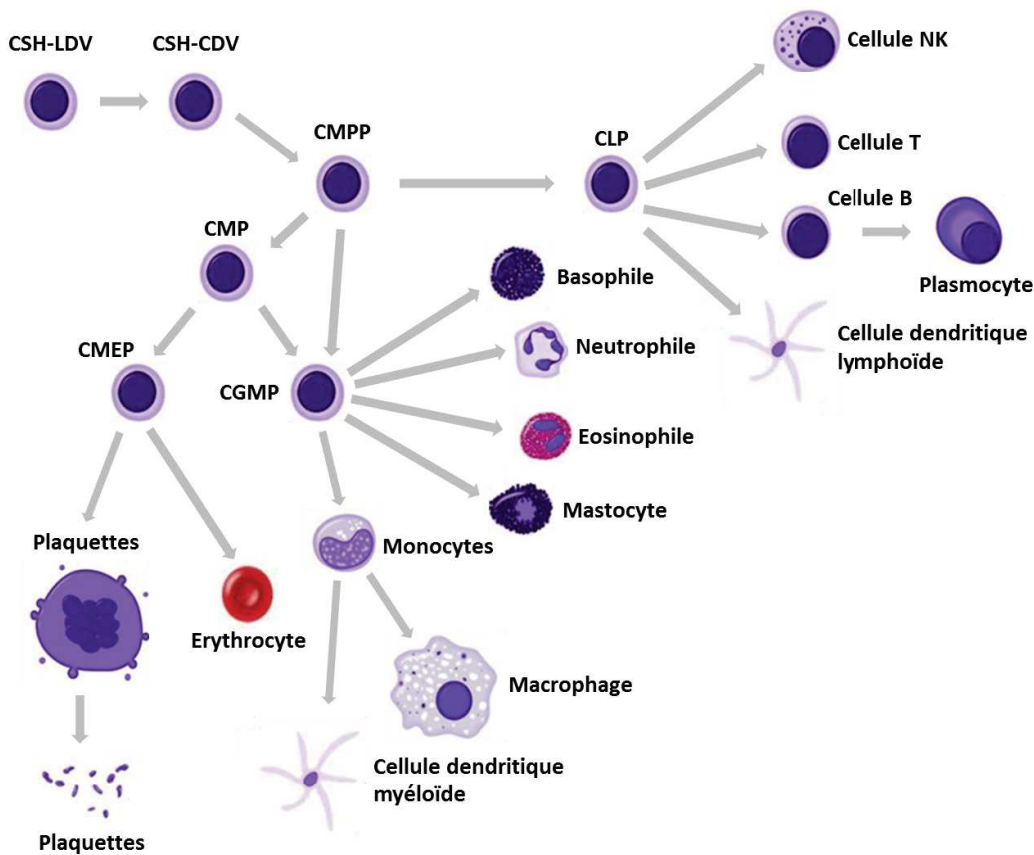 CSH-LDV
CSH-CDV
Cellule NK
CMPP
CLP
Cellule T
Cellule B
CMP
Plasmocyte
Basophile
Cellule dendritique
lymphoïde
Neutrophile
CMEP
CGMP
Eosinophile
Mastocyte
Plaquettes
Monocytes
Erythrocyte
Macrophage
Cellule dendritique
myéloïde
Plaquettes